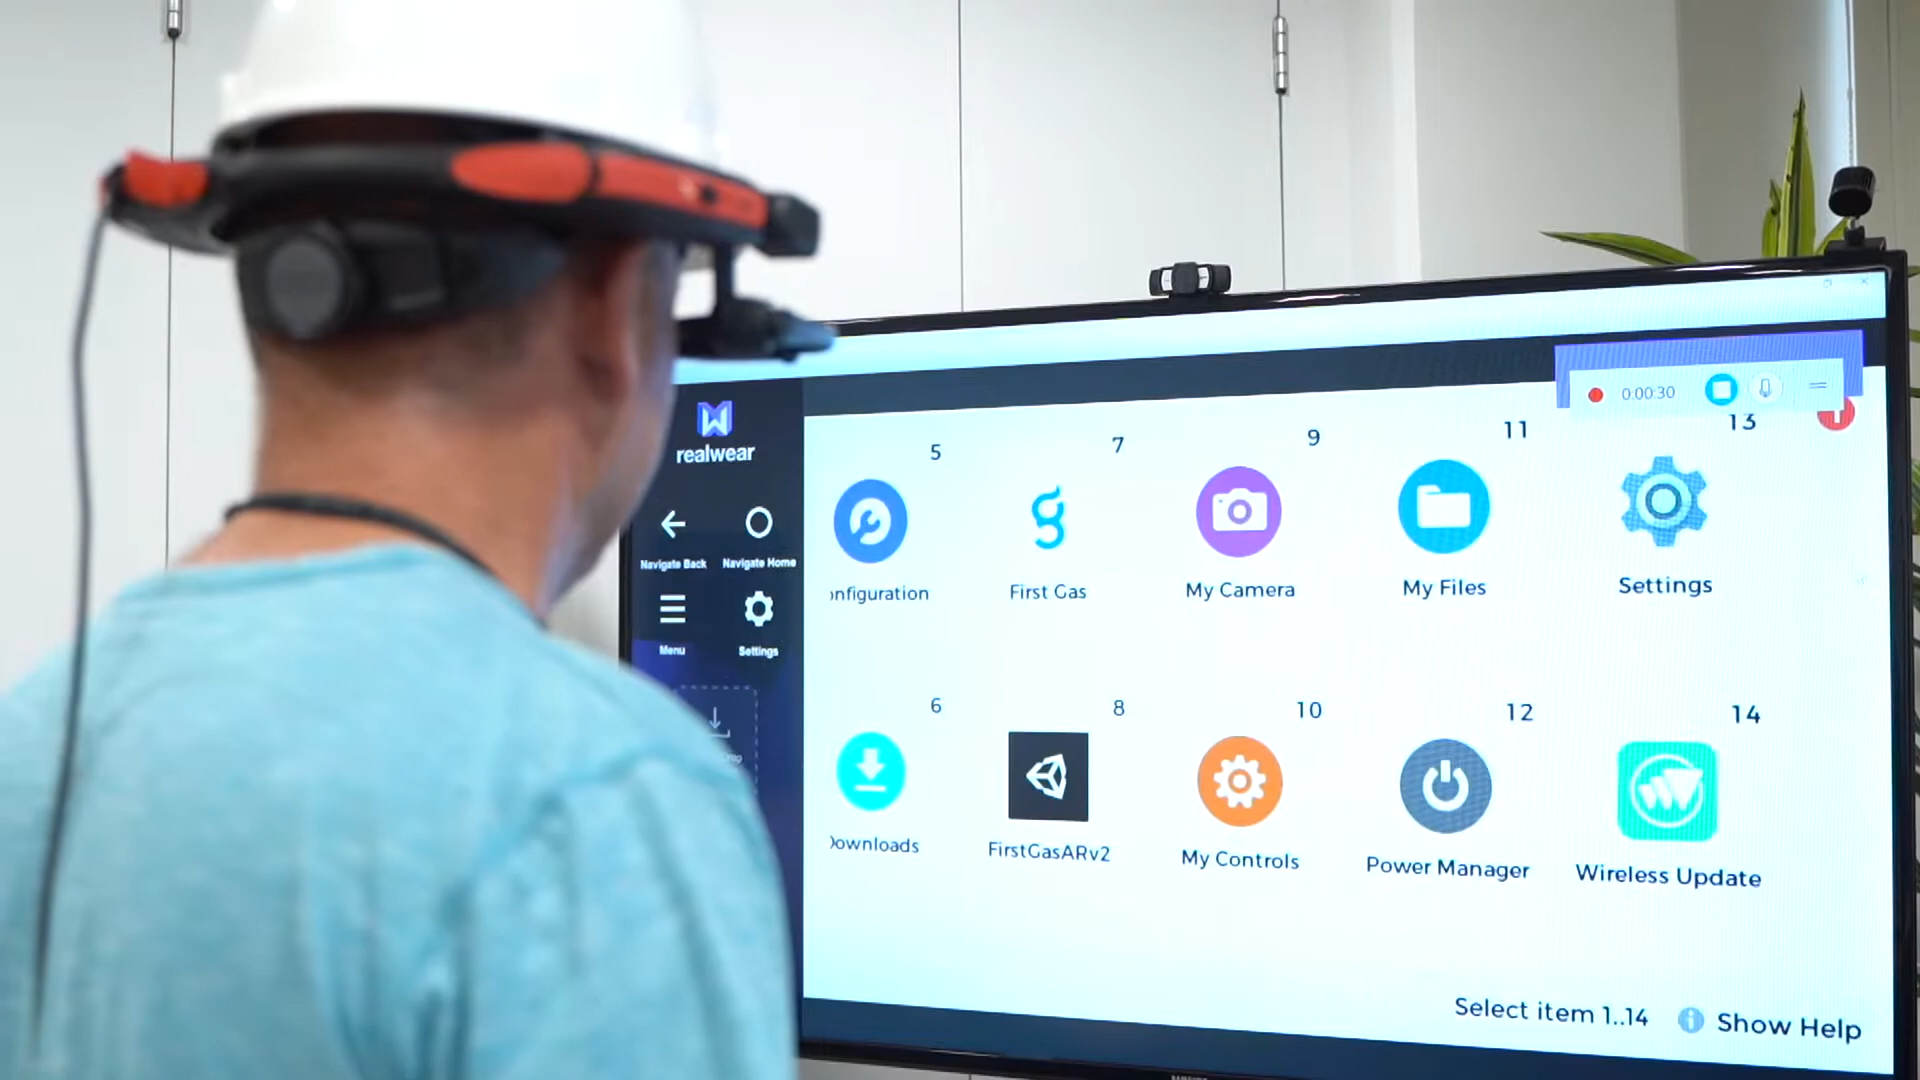 0:00:30
realwear
Navigate Back
Navigate Home
Menu
Settings
5
7
9
11
13
nfiguration
First Gas
My Camera
My Files
Settings
6
8
10
12
14
ownloads
FirstGasARv2
My Controls
Power Manager
Wireless Update
Select item 1..14
Show Help